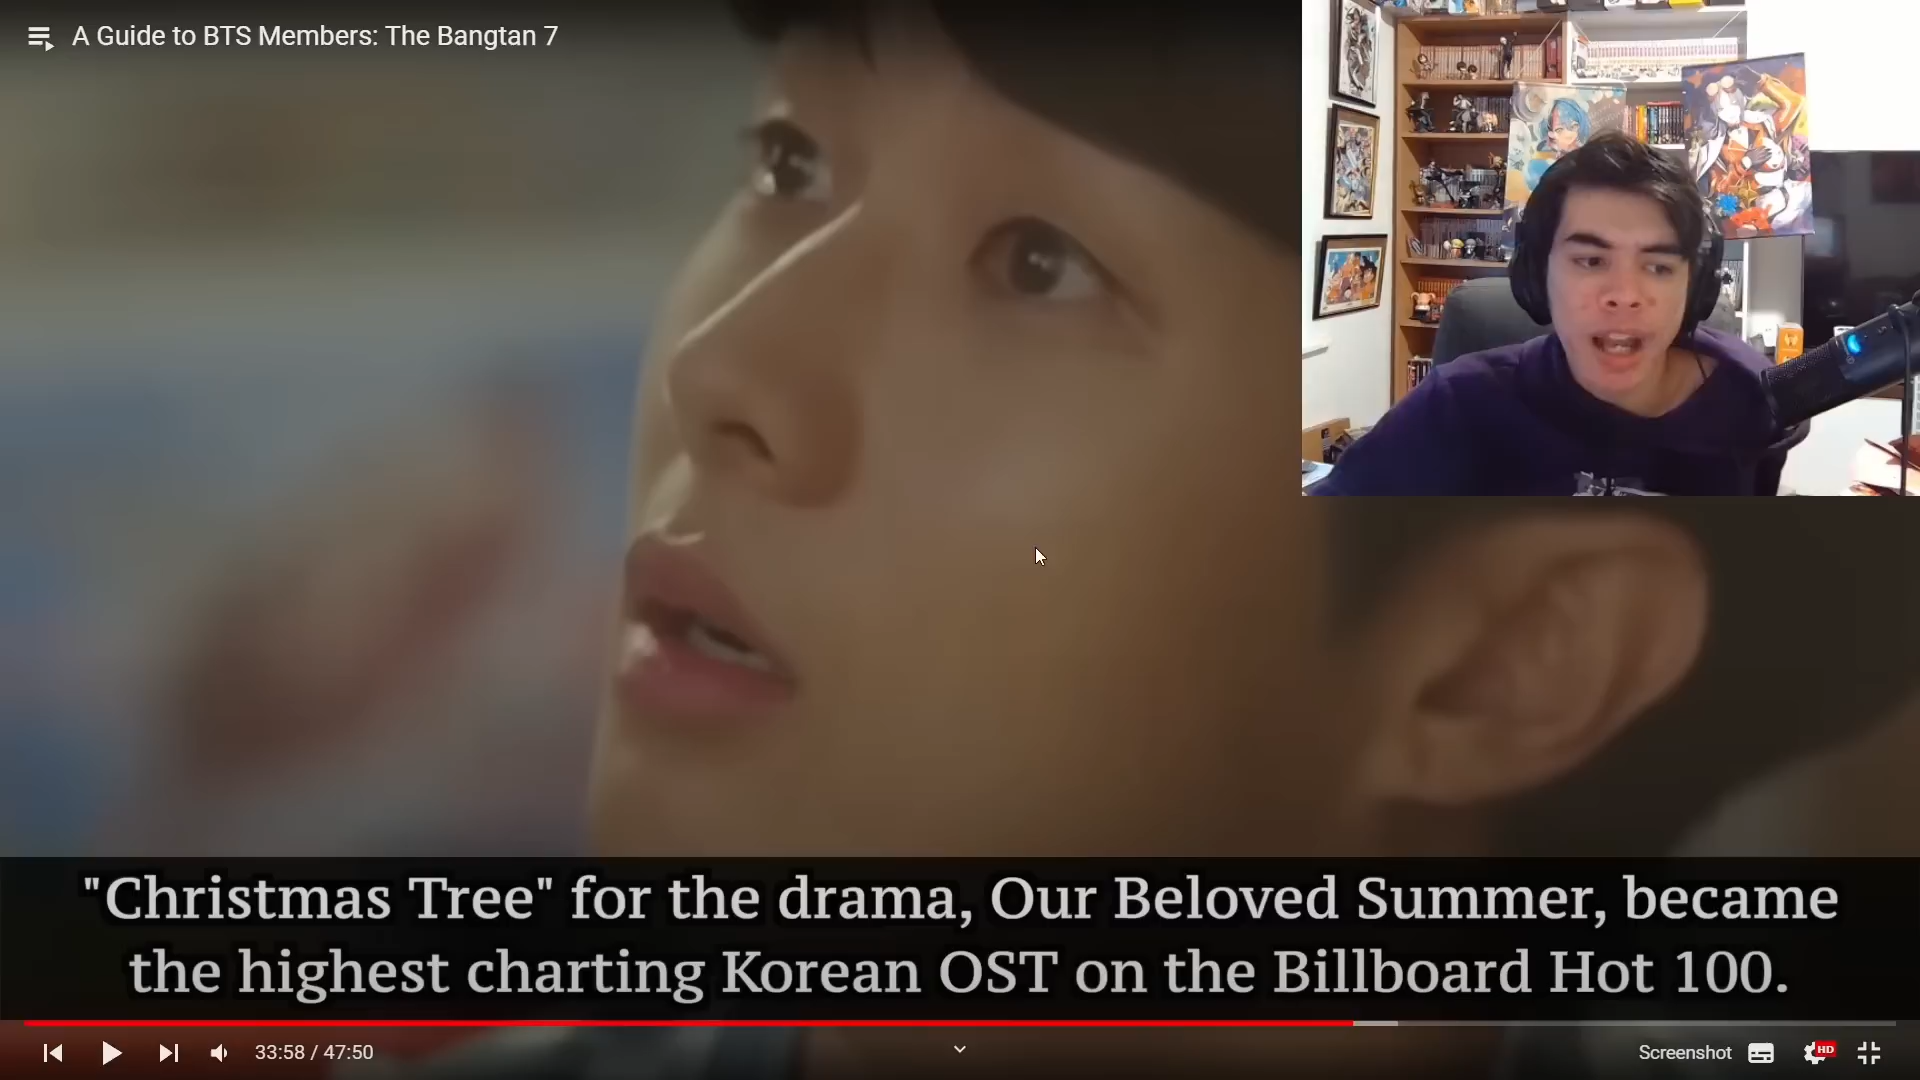 A Guide to BTS Members: The Bangtan 7
"Christmas Tree" for the drama, Our Beloved Summer, became
the highest charting Korean OST on the Billboard Hot 100.
33:58 / 47:50
Screenshot
HD